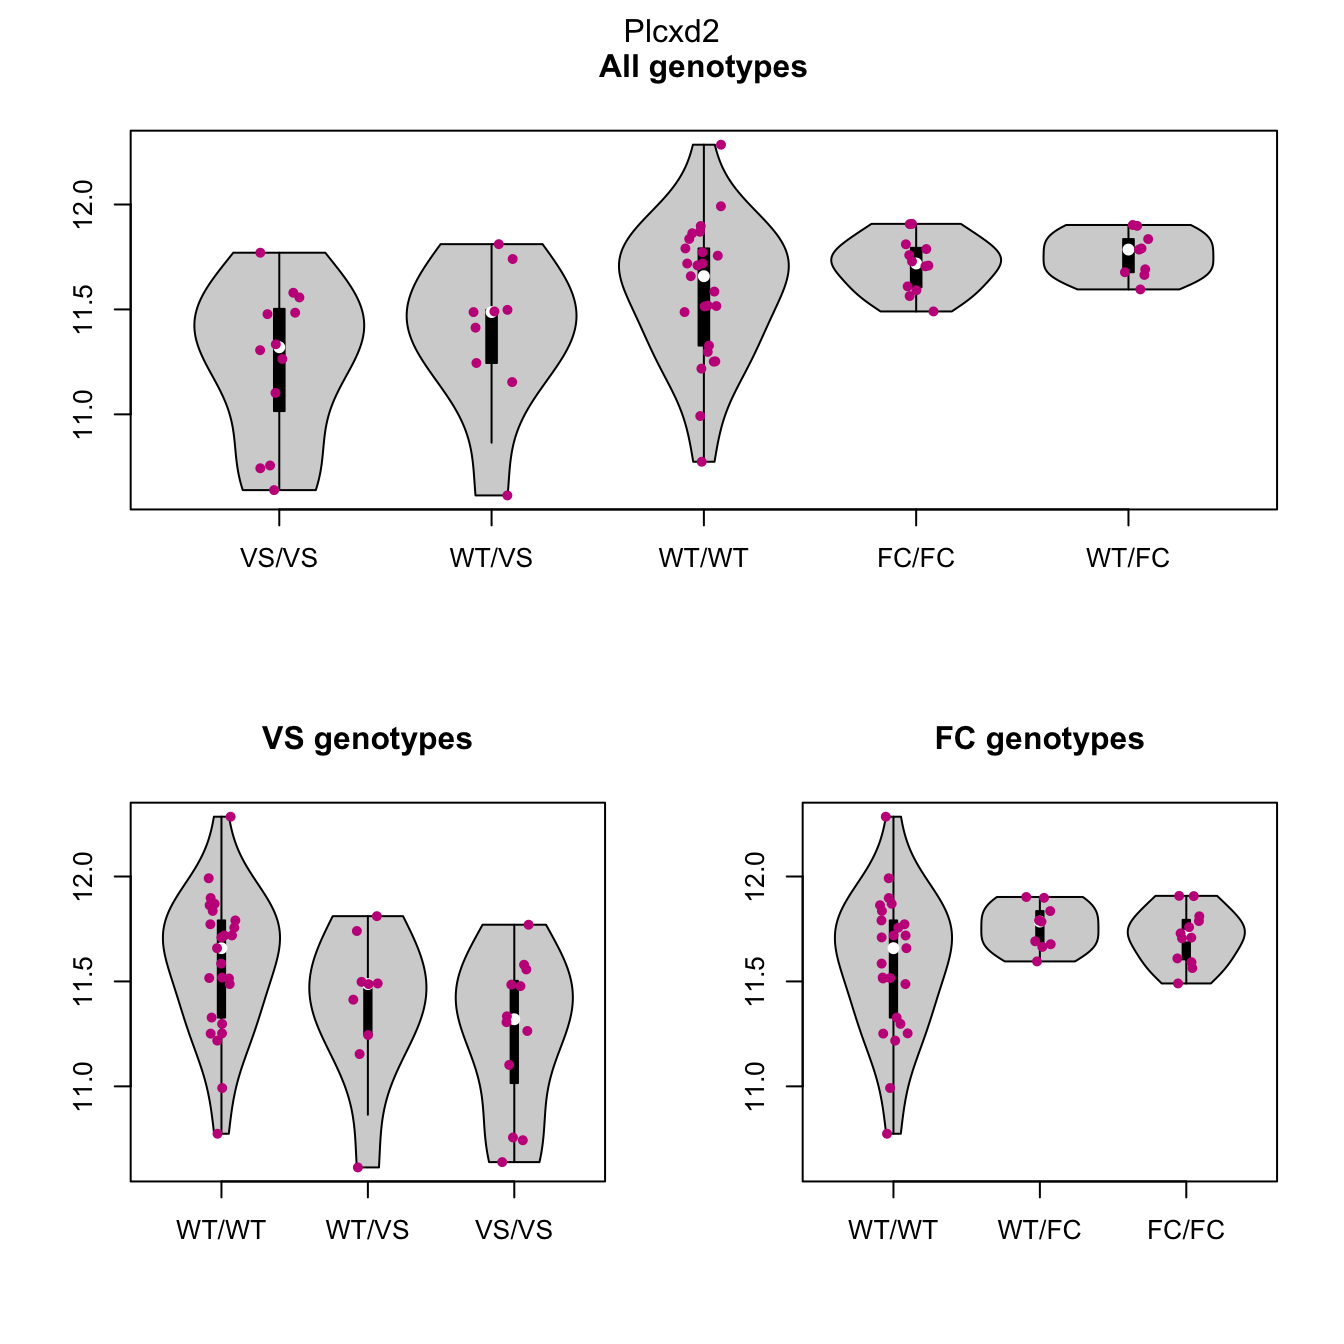 Plcxd2
All genotypes
12.0
11.5
11.0
VS/VS WT/VS WT/WT FC/FC WT/FC
VS genotypes
12.0
11.5
11.0
WT/WT WT/VS VS/VS
FC genotypes
12.0
11.5
11.0
WT/WT WT/FC FC/FC